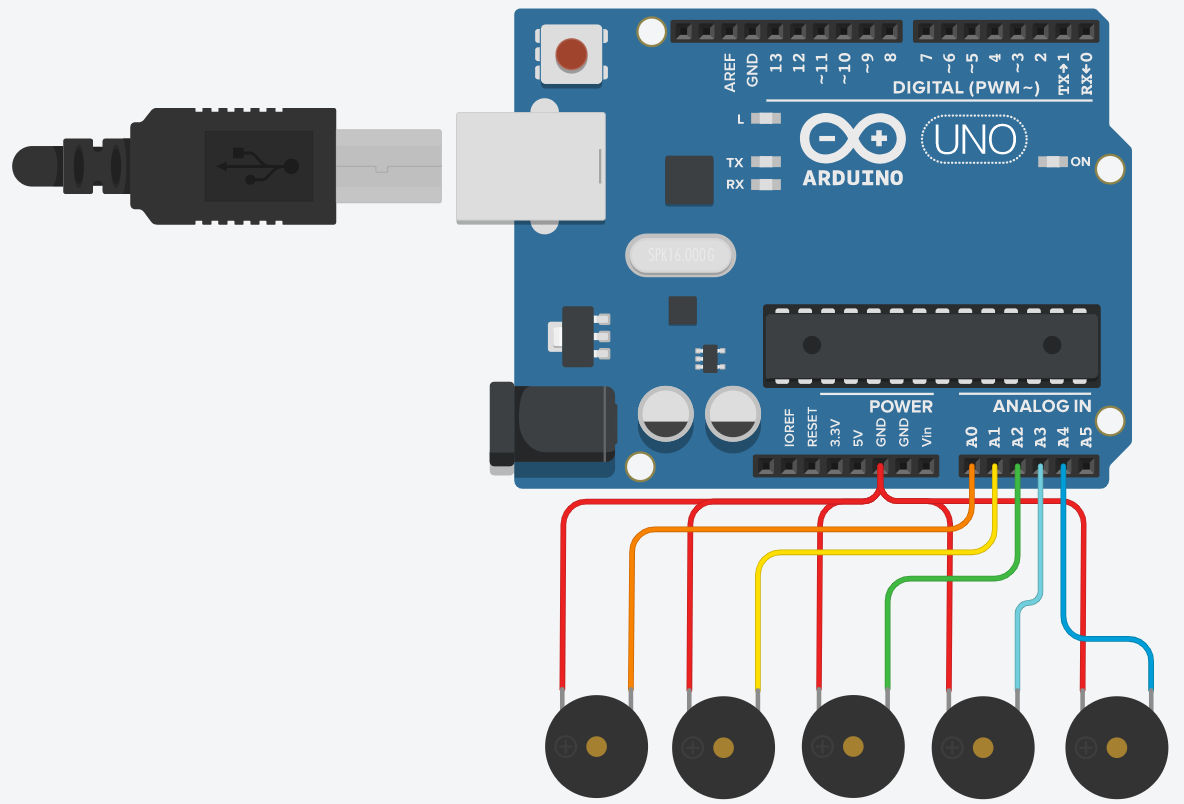 AREF
GND
13
12
~11
~10
~9
8
7
~6
~5
4
~3
2
TX→1
RX←0
DIGITAL (PWM~)
L
TX
RX
UNO
ON
ARDUINO
SPK16.000G
POWER
ANALOG IN
IOREF
RESET
3.3V
5V
GND
GND
Vin
A0
A1
A2
A3
A4
A5